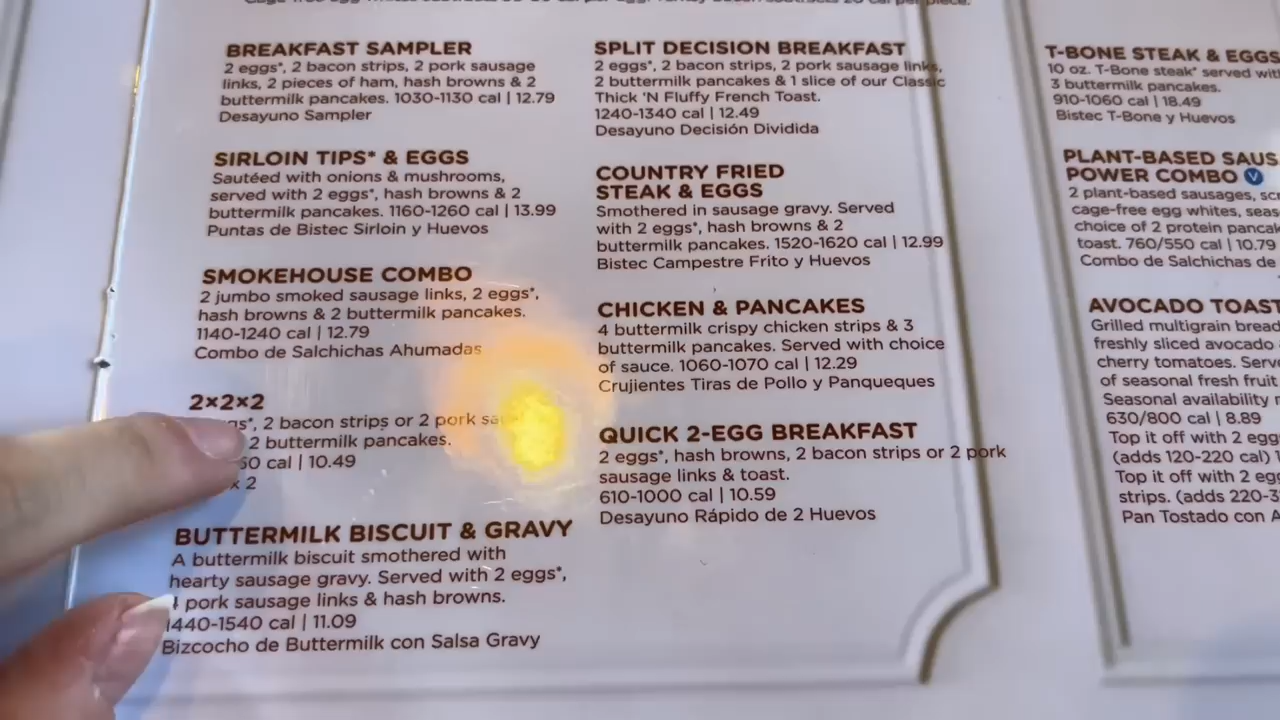 BREAKFAST SAMPLER
2 eggs*, 2 bacon strips, 2 pork sausage
links, 2 pieces of ham, hash browns & 2
buttermilk pancakes. 1030-1130 cal | 12.79
Desayuno Sampler
SIRLOIN TIPS* & EGGS
Sautéed with onions & mushrooms,
served with 2 eggs*, hash browns & 2
buttermilk pancakes. 1160-1260 cal | 13.99
Puntas de Bistec Sirloin y Huevos
SMOKEHOUSE COMBO
2 jumbo smoked sausage links, 2 eggs*,
hash browns & 2 buttermilk pancakes.
1140-1240 cal | 12.79
Combo de Salchichas Ahumadas
2x2x2
2 bacon strips or 2 pork
2 buttermilk pancakes.
cal | 10.49
x 2
BUTTERMILK BISCUIT & GRAVY
A buttermilk biscuit smothered with
hearty sausage gravy. Served with 2 eggs*,
pork sausage links & hash browns.
1440-1540 cal | 11.09
Bizcocho de Buttermilk con Salsa Gravy
SPLIT DECISION BREAKFAST
2 eggs*, 2 bacon strips, 2 pork sausage links,
2 buttermilk pancakes & 1 slice of our Classic
Thick 'N Fluffy French Toast.
1240-1340 cal | 12.49
Desayuno Decisión Dividida
COUNTRY FRIED
STEAK & EGGS
Smothered in sausage gravy. Served
with 2 eggs*, hash browns & 2
buttermilk pancakes. 1520-1620 cal | 12.99
Bistec Campestre Frito y Huevos
CHICKEN & PANCAKES
4 buttermilk crispy chicken strips & 3
buttermilk pancakes. Served with choice
of sauce. 1060-1070 cal | 12.29
Crujientes Tiras de Pollo y Panqueques
QUICK 2-EGG BREAKFAST
2 eggs*, hash browns, 2 bacon strips or 2 pork
sausage links & toast.
610-1000 cal | 10.59
Desayuno Rápido de 2 Huevos
T-BONE STEAK & EGGS
10 oz. T-Bone steak* served with
3 buttermilk pancakes.
910-1060 cal | 18.49
Bistec T-Bone y Huevos
PLANT-BASED
POWER COMBO V
2 plant-based sausages,
cage-free egg whites,
choice of 2 protein
toast. 760/550 cal | 10.79
Combo de Salchichas de
AVOCADO TOAST
Grilled multigrain bread
freshly sliced avocado
cherry tomatoes.
of seasonal fresh fruit
Seasonal availability
630/800 cal | 8.89
Top it off with 2
(adds 120-220 cal)
Top it off with 2
strips. (adds
Pan Tostado con